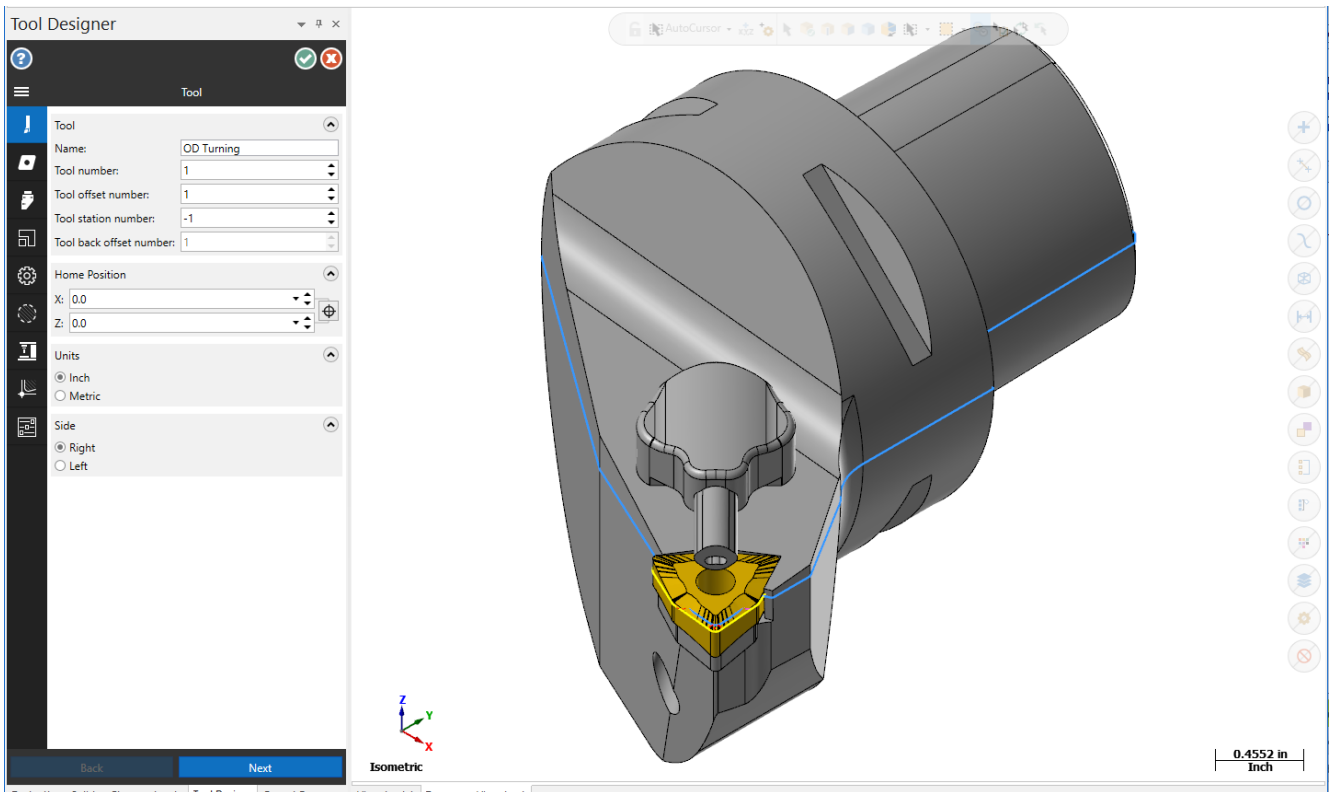 Tool Designer
AutoCursor
Tool
Tool
Name: OD Turning
Tool number: 1
Tool offset number: 1
Tool station number: -1
Tool back offset number: 1
Home Position
X: 0.0
Z: 0.0
Units
Inch
Metric
Side
Right
Left
Back Next
Z
Y
X
Isometric
0.4552 in
Inch